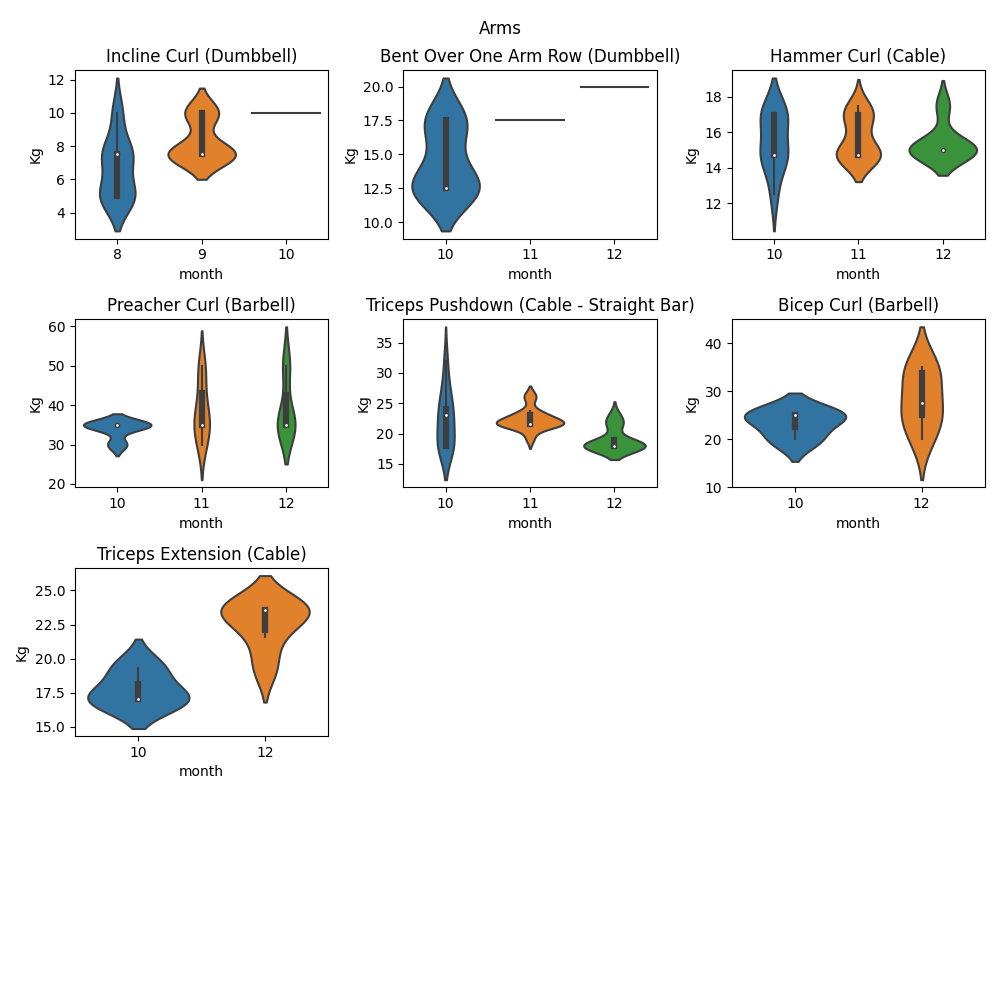 Arms
Incline Curl (Dumbbell)
12
10
8
6
4
Kg
8 9 10
month
Bent Over One Arm Row (Dumbbell)
20.0
17.5
15.0
12.5
10.0
Kg
10 11 12
month
Hammer Curl (Cable)
18
16
14
12
Kg
10 11 12
month
Preacher Curl (Barbell)
60
50
40
30
20
Kg
10 11 12
month
Triceps Pushdown (Cable - Straight Bar)
35
30
25
20
15
Kg
10 11 12
month
Bicep Curl (Barbell)
40
30
20
10
Kg
10 12
month
Triceps Extension (Cable)
25.0
22.5
20.0
17.5
15.0
Kg
10 12
month